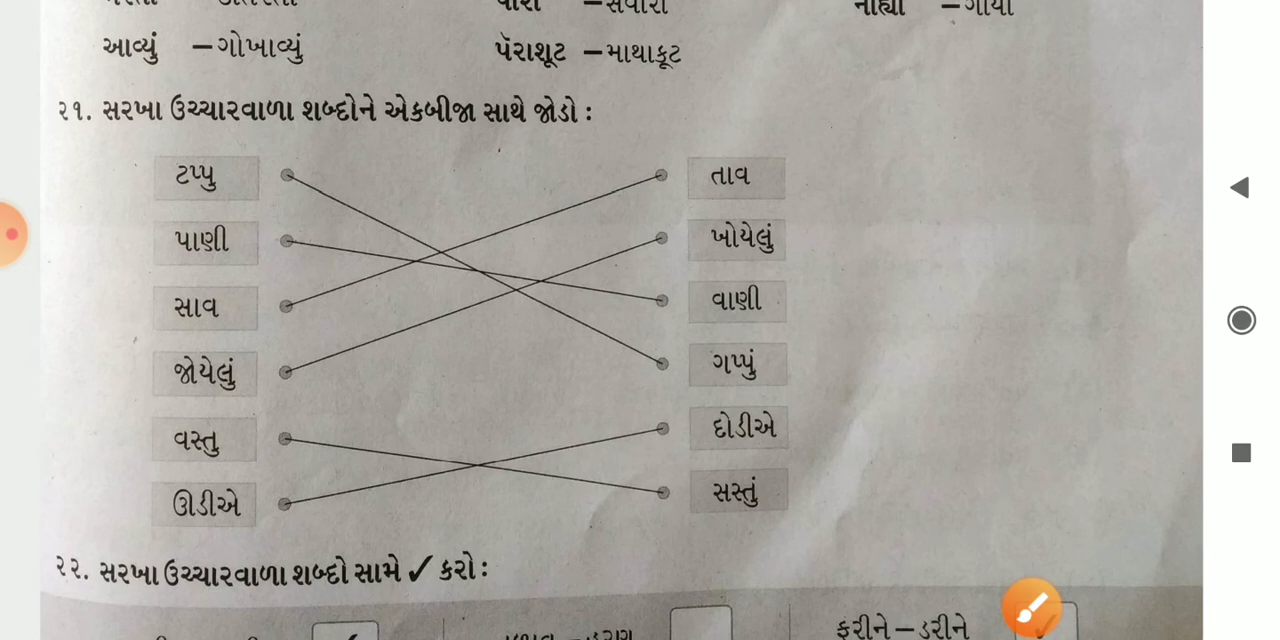 પારો – સવારો
નાહ્યા – ગાયા
આવ્યું – ગોખાવ્યું
પૅરાશૂટ – માથાકૂટ
૨૧. સરખા ઉચ્ચારવાળા શબ્દોને એકબીજા સાથે જોડો :
ટપ્પુ તાવ
પાણી ખોયેલું
સાવ વાણી
જોયેલું ગપ્પું
વસ્તુ દોડીએ
ઊડીએ સસ્તું
૨૨. સરખા ઉચ્ચારવાળા શબ્દો સામે ✓ કરો :
ફરીને – ડરીને